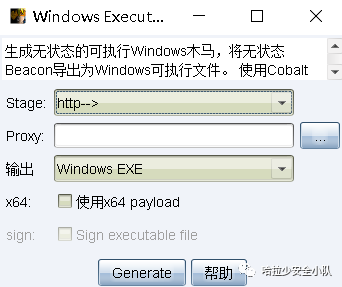 Windows Execut...
生成无状态的可执行Windows木马，将无状态
Beacon导出为Windows可执行文件。 使用Cobalt
Stage: http-->
Proxy: ...
输出 Windows EXE
x64: 使用x64 payload
sign: Sign executable file
Generate 帮助
哈拉少安全小队